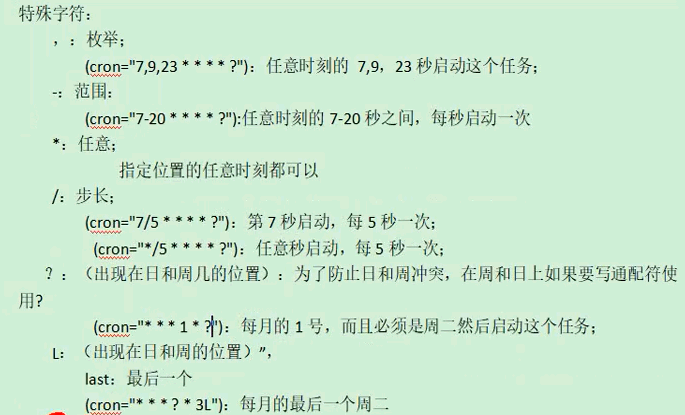 特殊字符：
，：枚举；
(cron="7,9,23 * * * * ?")：任意时刻的 7,9，23 秒启动这个任务；
-：范围：
(cron="7-20 * * * * ?"):任意时刻的 7-20 秒之间，每秒启动一次
*：任意；
指定位置的任意时刻都可以
/：步长；
(cron="7/5 * * * * ?")：第 7 秒启动，每 5 秒一次；
(cron="*/5 * * * * ?")：任意秒启动，每 5 秒一次；
？：（出现在日和周几的位置）：为了防止日和周冲突，在周和日上如果要写通配符使
用?
(cron="* * * 1 * ?")：每月的 1 号，而且必须是周二然后启动这个任务；
L：（出现在日和周的位置）”，
last：最后一个
(cron="* * * ? * 3L")：每月的最后一个周二